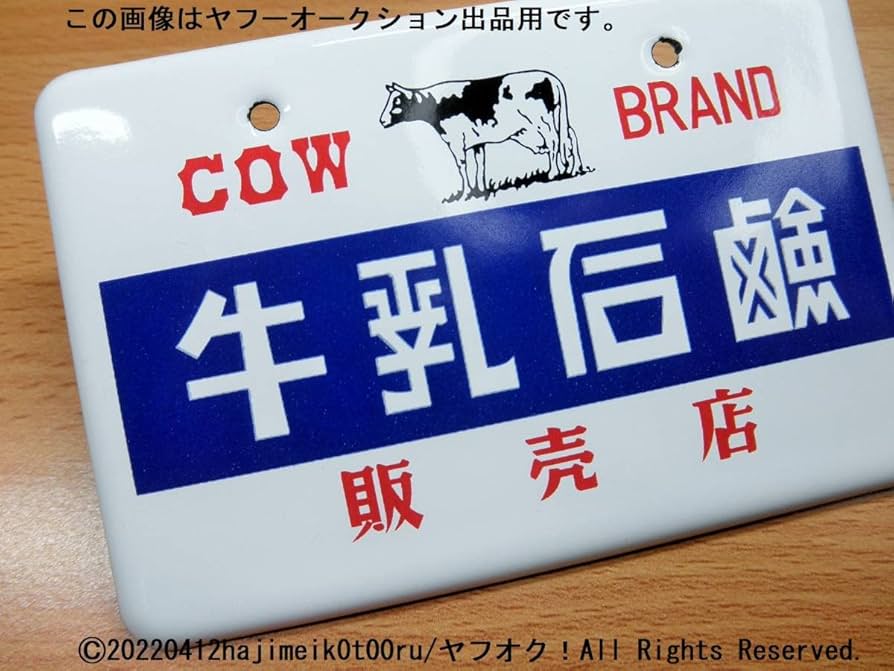 この画像はヤフーオークション出品用です。
COW BRAND
牛乳石鹸
販売店
©20220412hajimeik0t00ru/ヤフオク！All Rights Reserved.